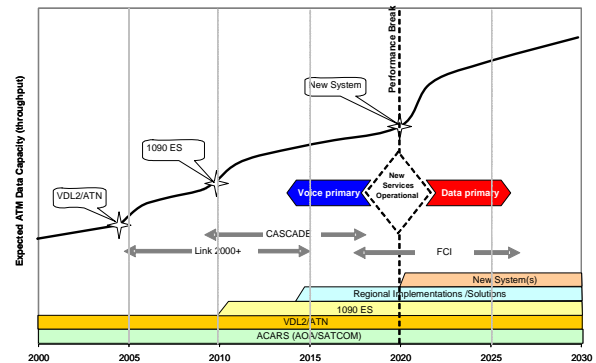 Expected ATM Data Capacity (throughput)
Performance Break
New System
1090 ES
VDL2/ATN
Voice primary
New
Services
Operational
Data primary
CASCADE
Link 2000+
FCI
New System(s)
Regional Implementations /Solutions
1090 ES
VDL2/ATN
ACARS (AOA/SATCOM)
2000 2005 2010 2015 2020 2025 2030